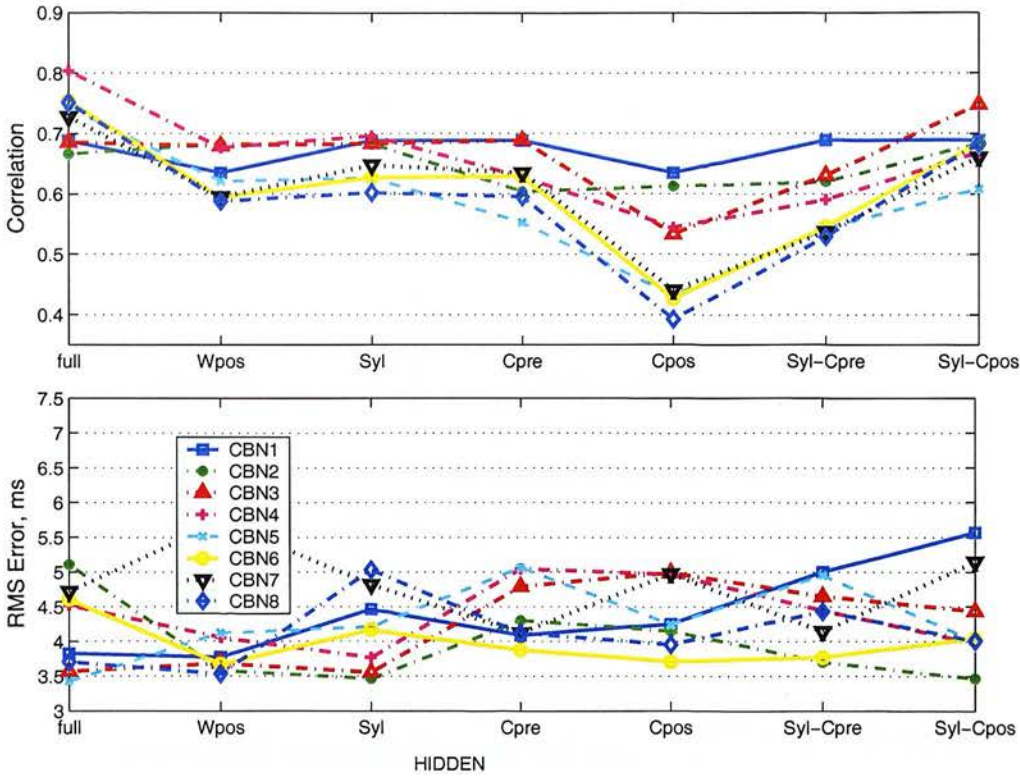 0.9
0.8
0.7
0.6
0.5
0.4
Correlation
full Wpos Syl Cpre Cpos Syl-Cpre Syl-Cpos
7.5
7
6.5
6
5.5
5
4.5
4
3.5
3
RMS Error, ms
CBN1
CBN2
CBN3
CBN4
CBN5
CBN6
CBN7
CBN8
full Wpos Syl Cpre Cpos Syl-Cpre Syl-Cpos
HIDDEN